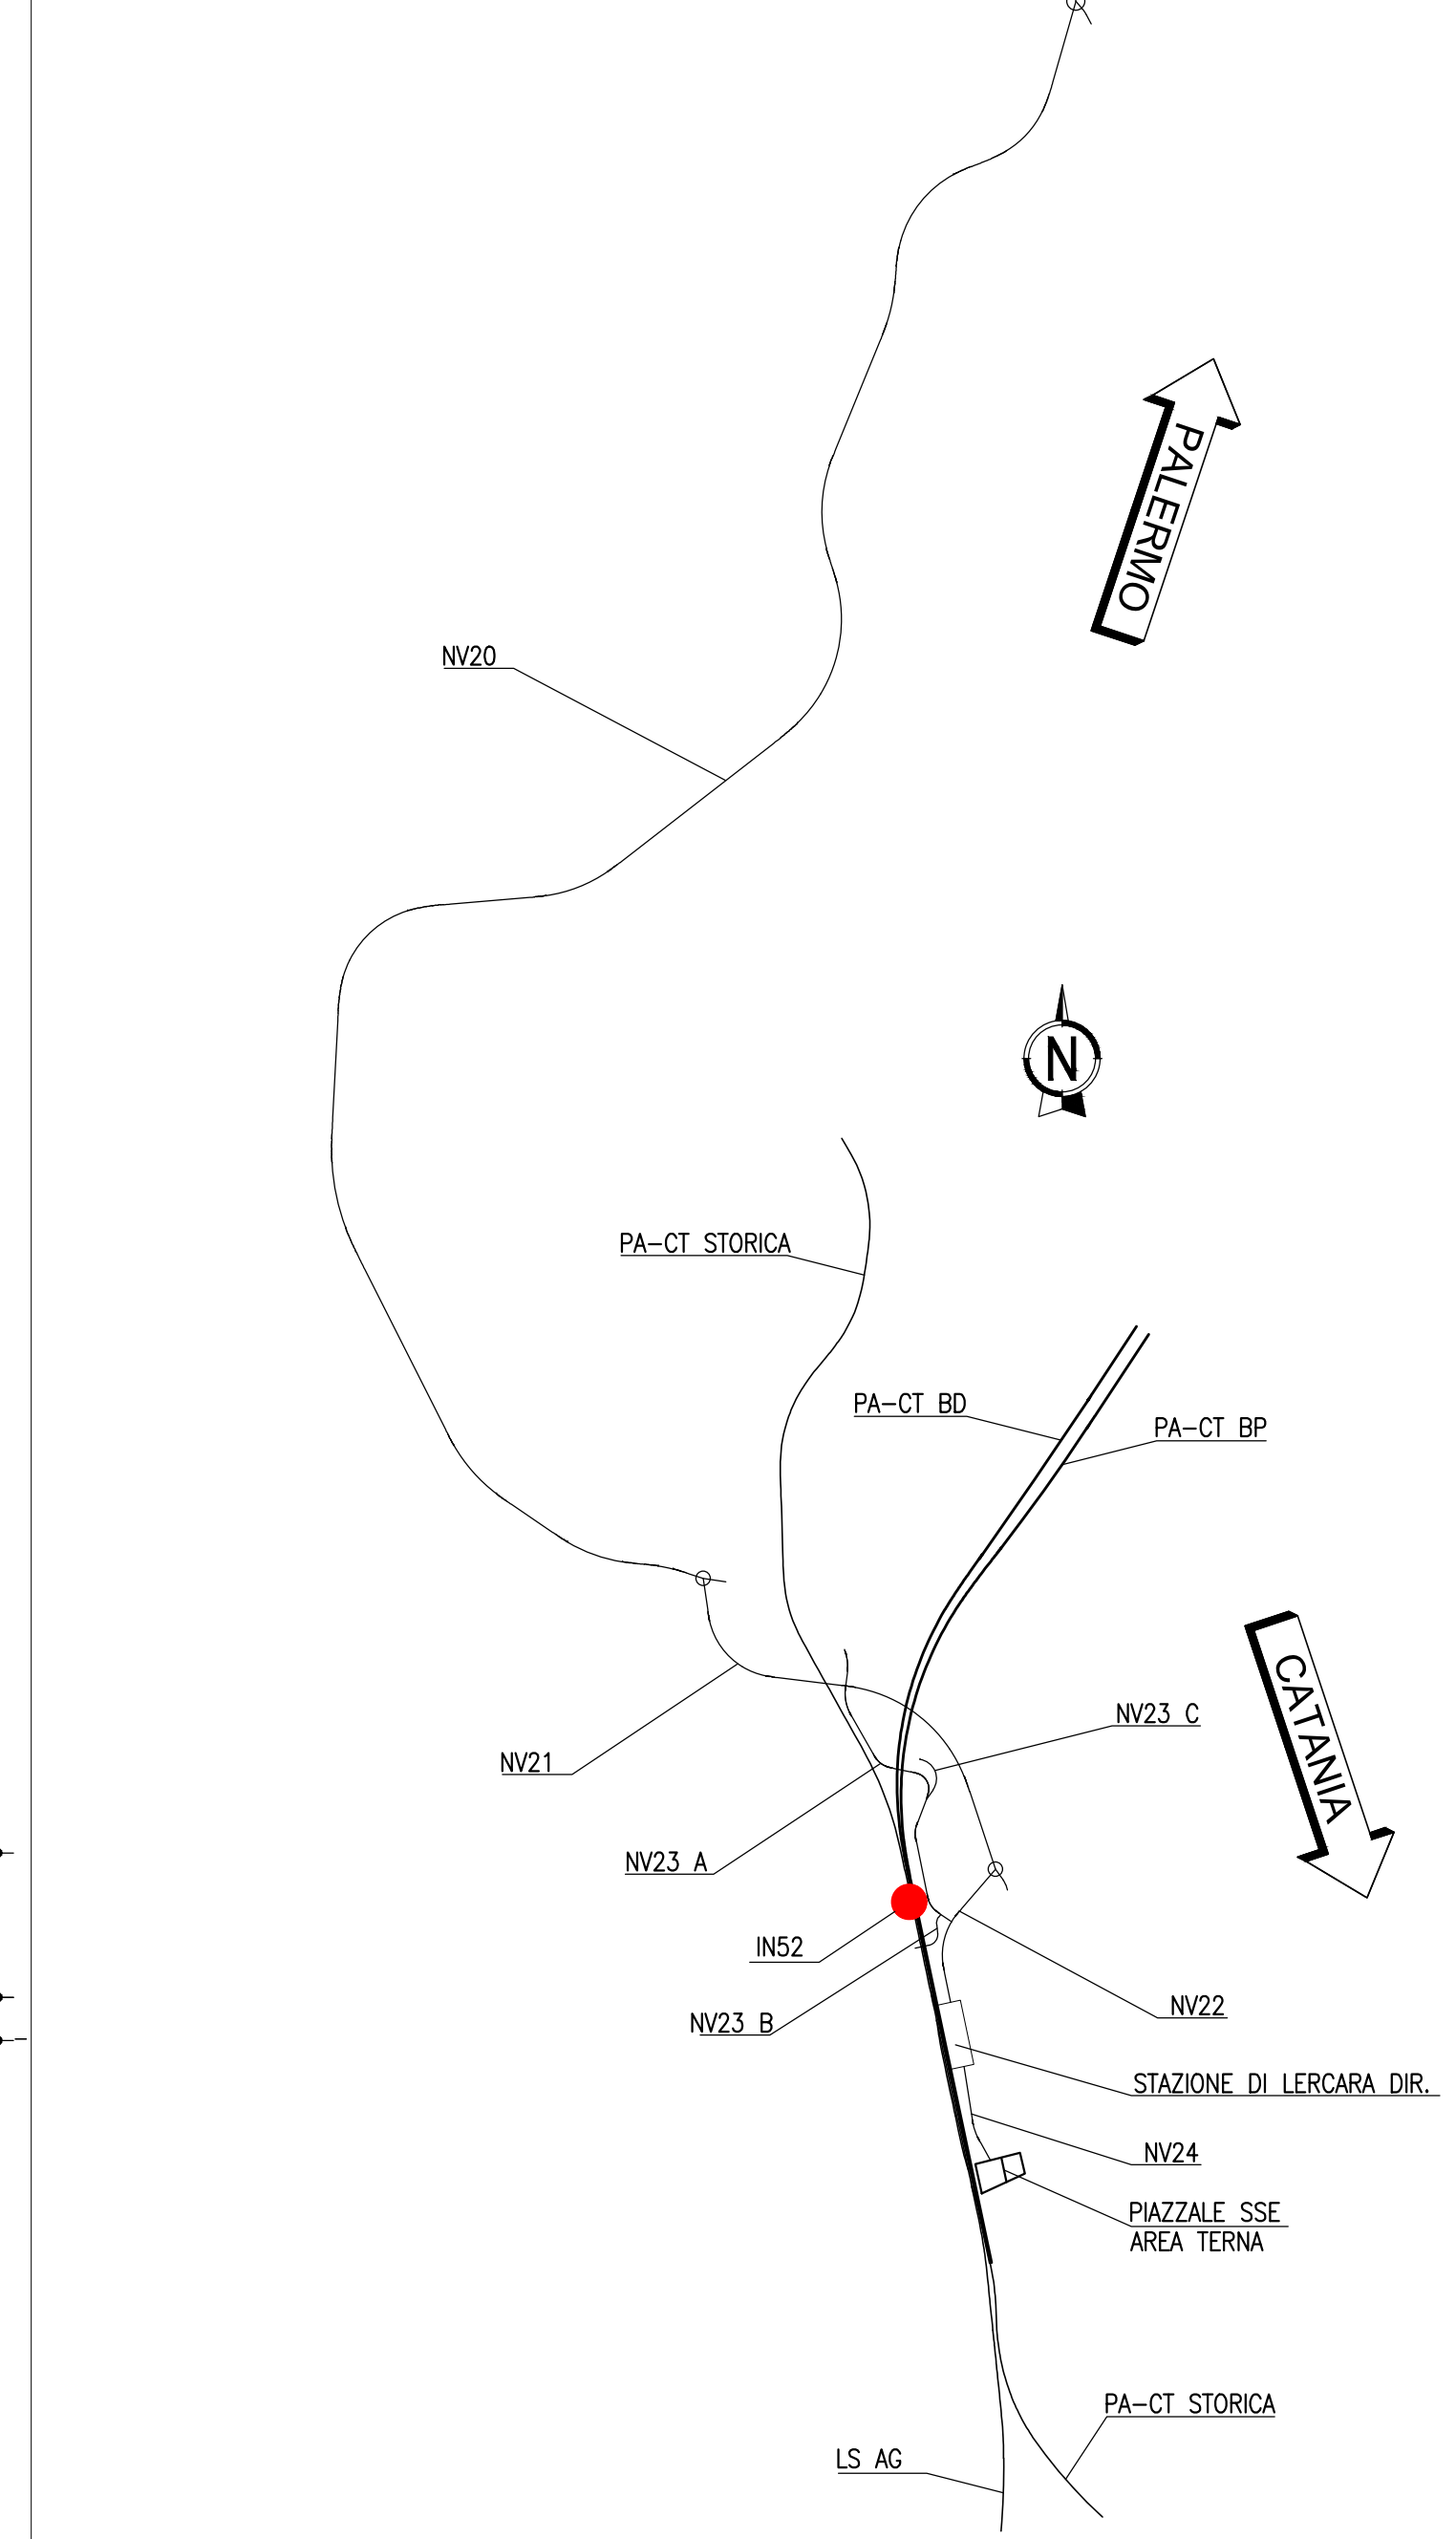 PALERMO
NV20
N
PA-CT STORICA
PA-CT BD
PA-CT BP
CATANIA
NV23 C
NV21
NV23 A
IN52
NV22
NV23 B
STAZIONE DI LERCARA DIR.
NV24
PIAZZALE SSE
AREA TERNA
PA-CT STORICA
LS AG